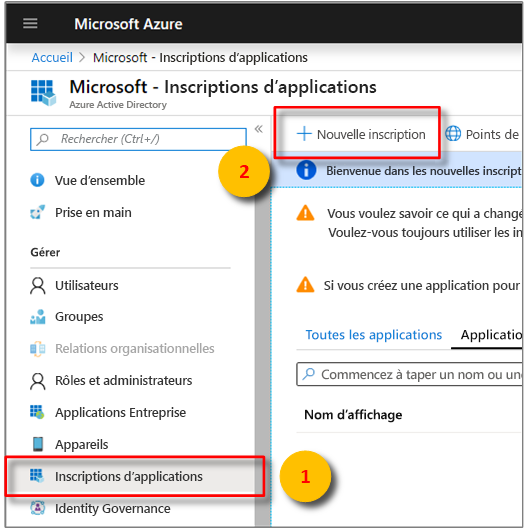 Microsoft Azure
Accueil > Microsoft - Inscriptions d'applications
Microsoft - Inscriptions d'applications
Azure Active Directory
Rechercher (Ctrl+/)
«
+ Nouvelle inscription
Points de
2
Vue d'ensemble
Bienvenue dans les nouvelles inscript
Prise en main
Vous voulez savoir ce qui a change
Voulez-vous toujours utiliser les in
Gérer
Utilisateurs
Si vous créez une application pour
Groupes
Relations organisationnelles
Toutes les applications
Applicatio
Rôles et administrateurs
Commencez à taper un nom ou une
Applications Entreprise
Nom d'affichage
Appareils
Inscriptions d'applications
1
Identity Governance